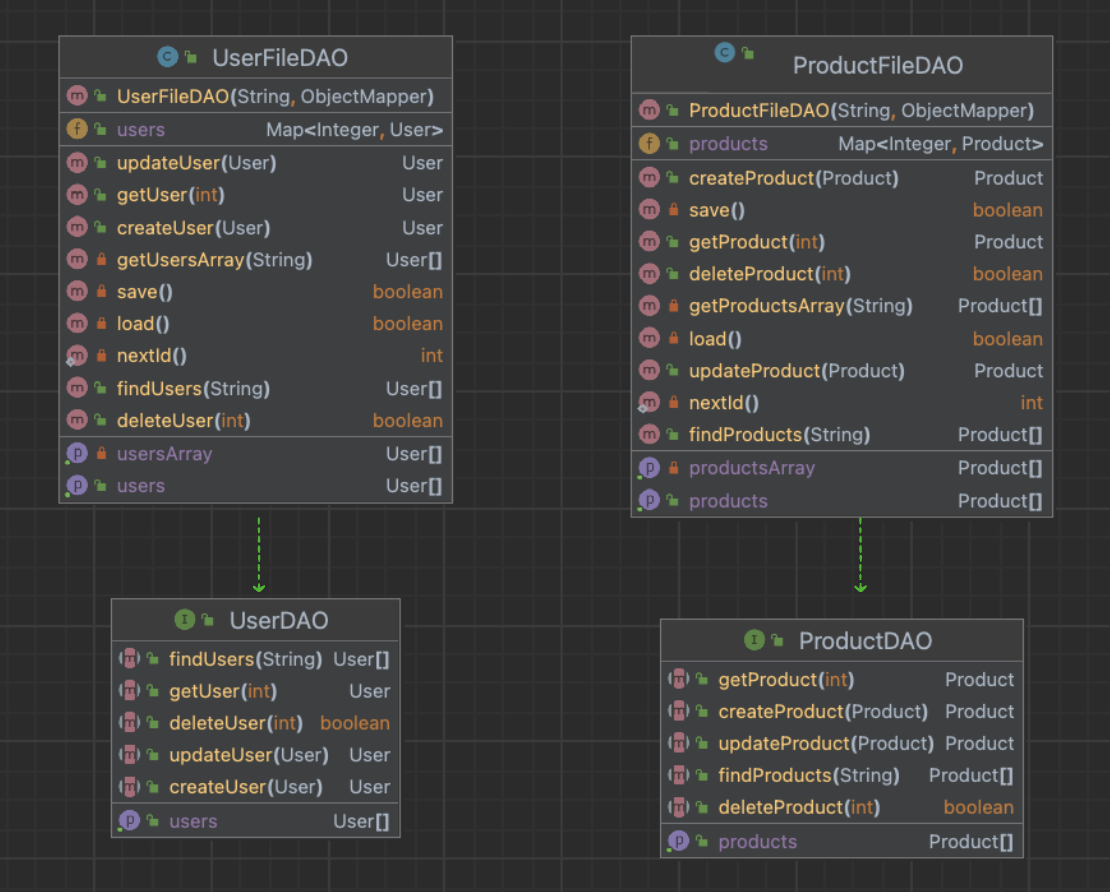 UserFileDAO
UserFileDAO(String, ObjectMapper)
users Map<Integer, User>
updateUser(User) User
getUser(int) User
createUser(User) User
getUsersArray(String) User[]
save() boolean
load() boolean
nextId() int
findUsers(String) User[]
deleteUser(int) boolean
usersArray User[]
users User[]
ProductFileDAO
ProductFileDAO(String, ObjectMapper)
products Map<Integer, Product>
createProduct(Product) Product
save() boolean
getProduct(int) Product
deleteProduct(int) boolean
getProductsArray(String) Product[]
load() boolean
updateProduct(Product) Product
nextId() int
findProducts(String) Product[]
productsArray Product[]
products Product[]
UserDAO
findUsers(String) User[]
getUser(int) User
deleteUser(int) boolean
updateUser(User) User
createUser(User) User
users User[]
ProductDAO
getProduct(int) Product
createProduct(Product) Product
updateProduct(Product) Product
findProducts(String) Product[]
deleteProduct(int) boolean
products Product[]